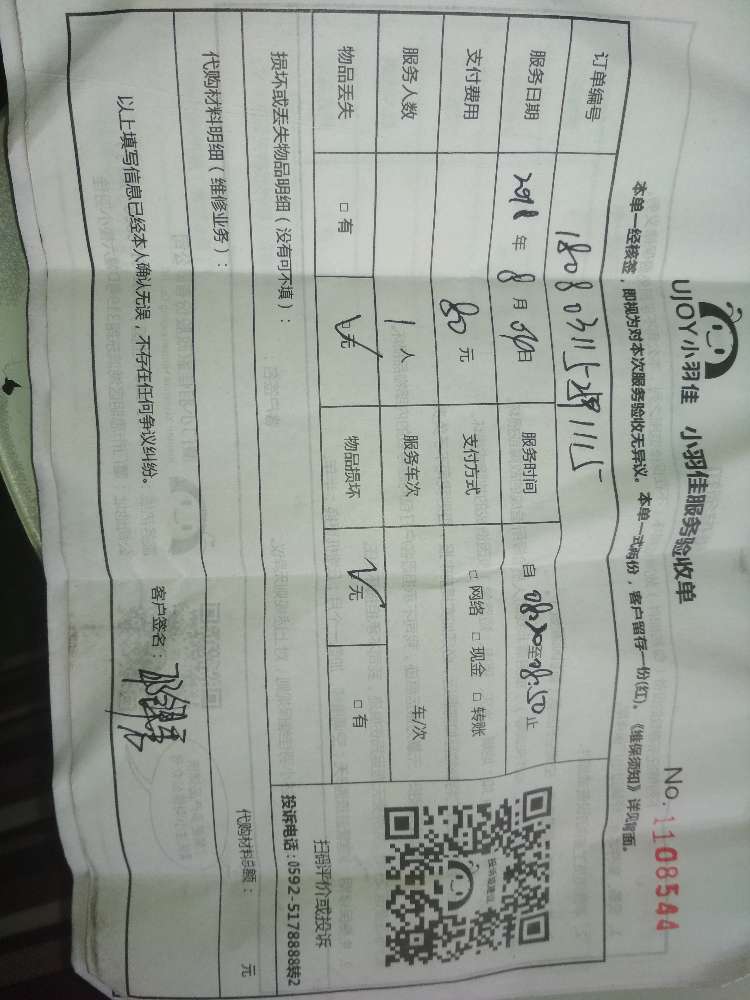 UJOY小羽佳 小羽佳服务验收单
No. 1108544
本单一经核签，即视为对本次服务验收无异议。本单一式两份，客户留存一份(红)。《维保须知》详见背面。
订单编号
服务日期 2018 年 8 月 日 服务时间 自 08:20 至 08:50 止
支付费用 80 元 支付方式 □ 网络 □ 现金 □ 转账
服务人数 1 人 服务车次 车/次
物品丢失 □ 有 □ 无 物品损坏 □ 无 □ 有
损坏或丢失物品明细（没有可不填）：
扫码评价或投诉
投诉电话：0592-5178888转2
代购材料明细（维修业务）：
代购材料总额： 元
以上填写信息已经本人确认无误，不存在任何争议纠纷。
客户签名：